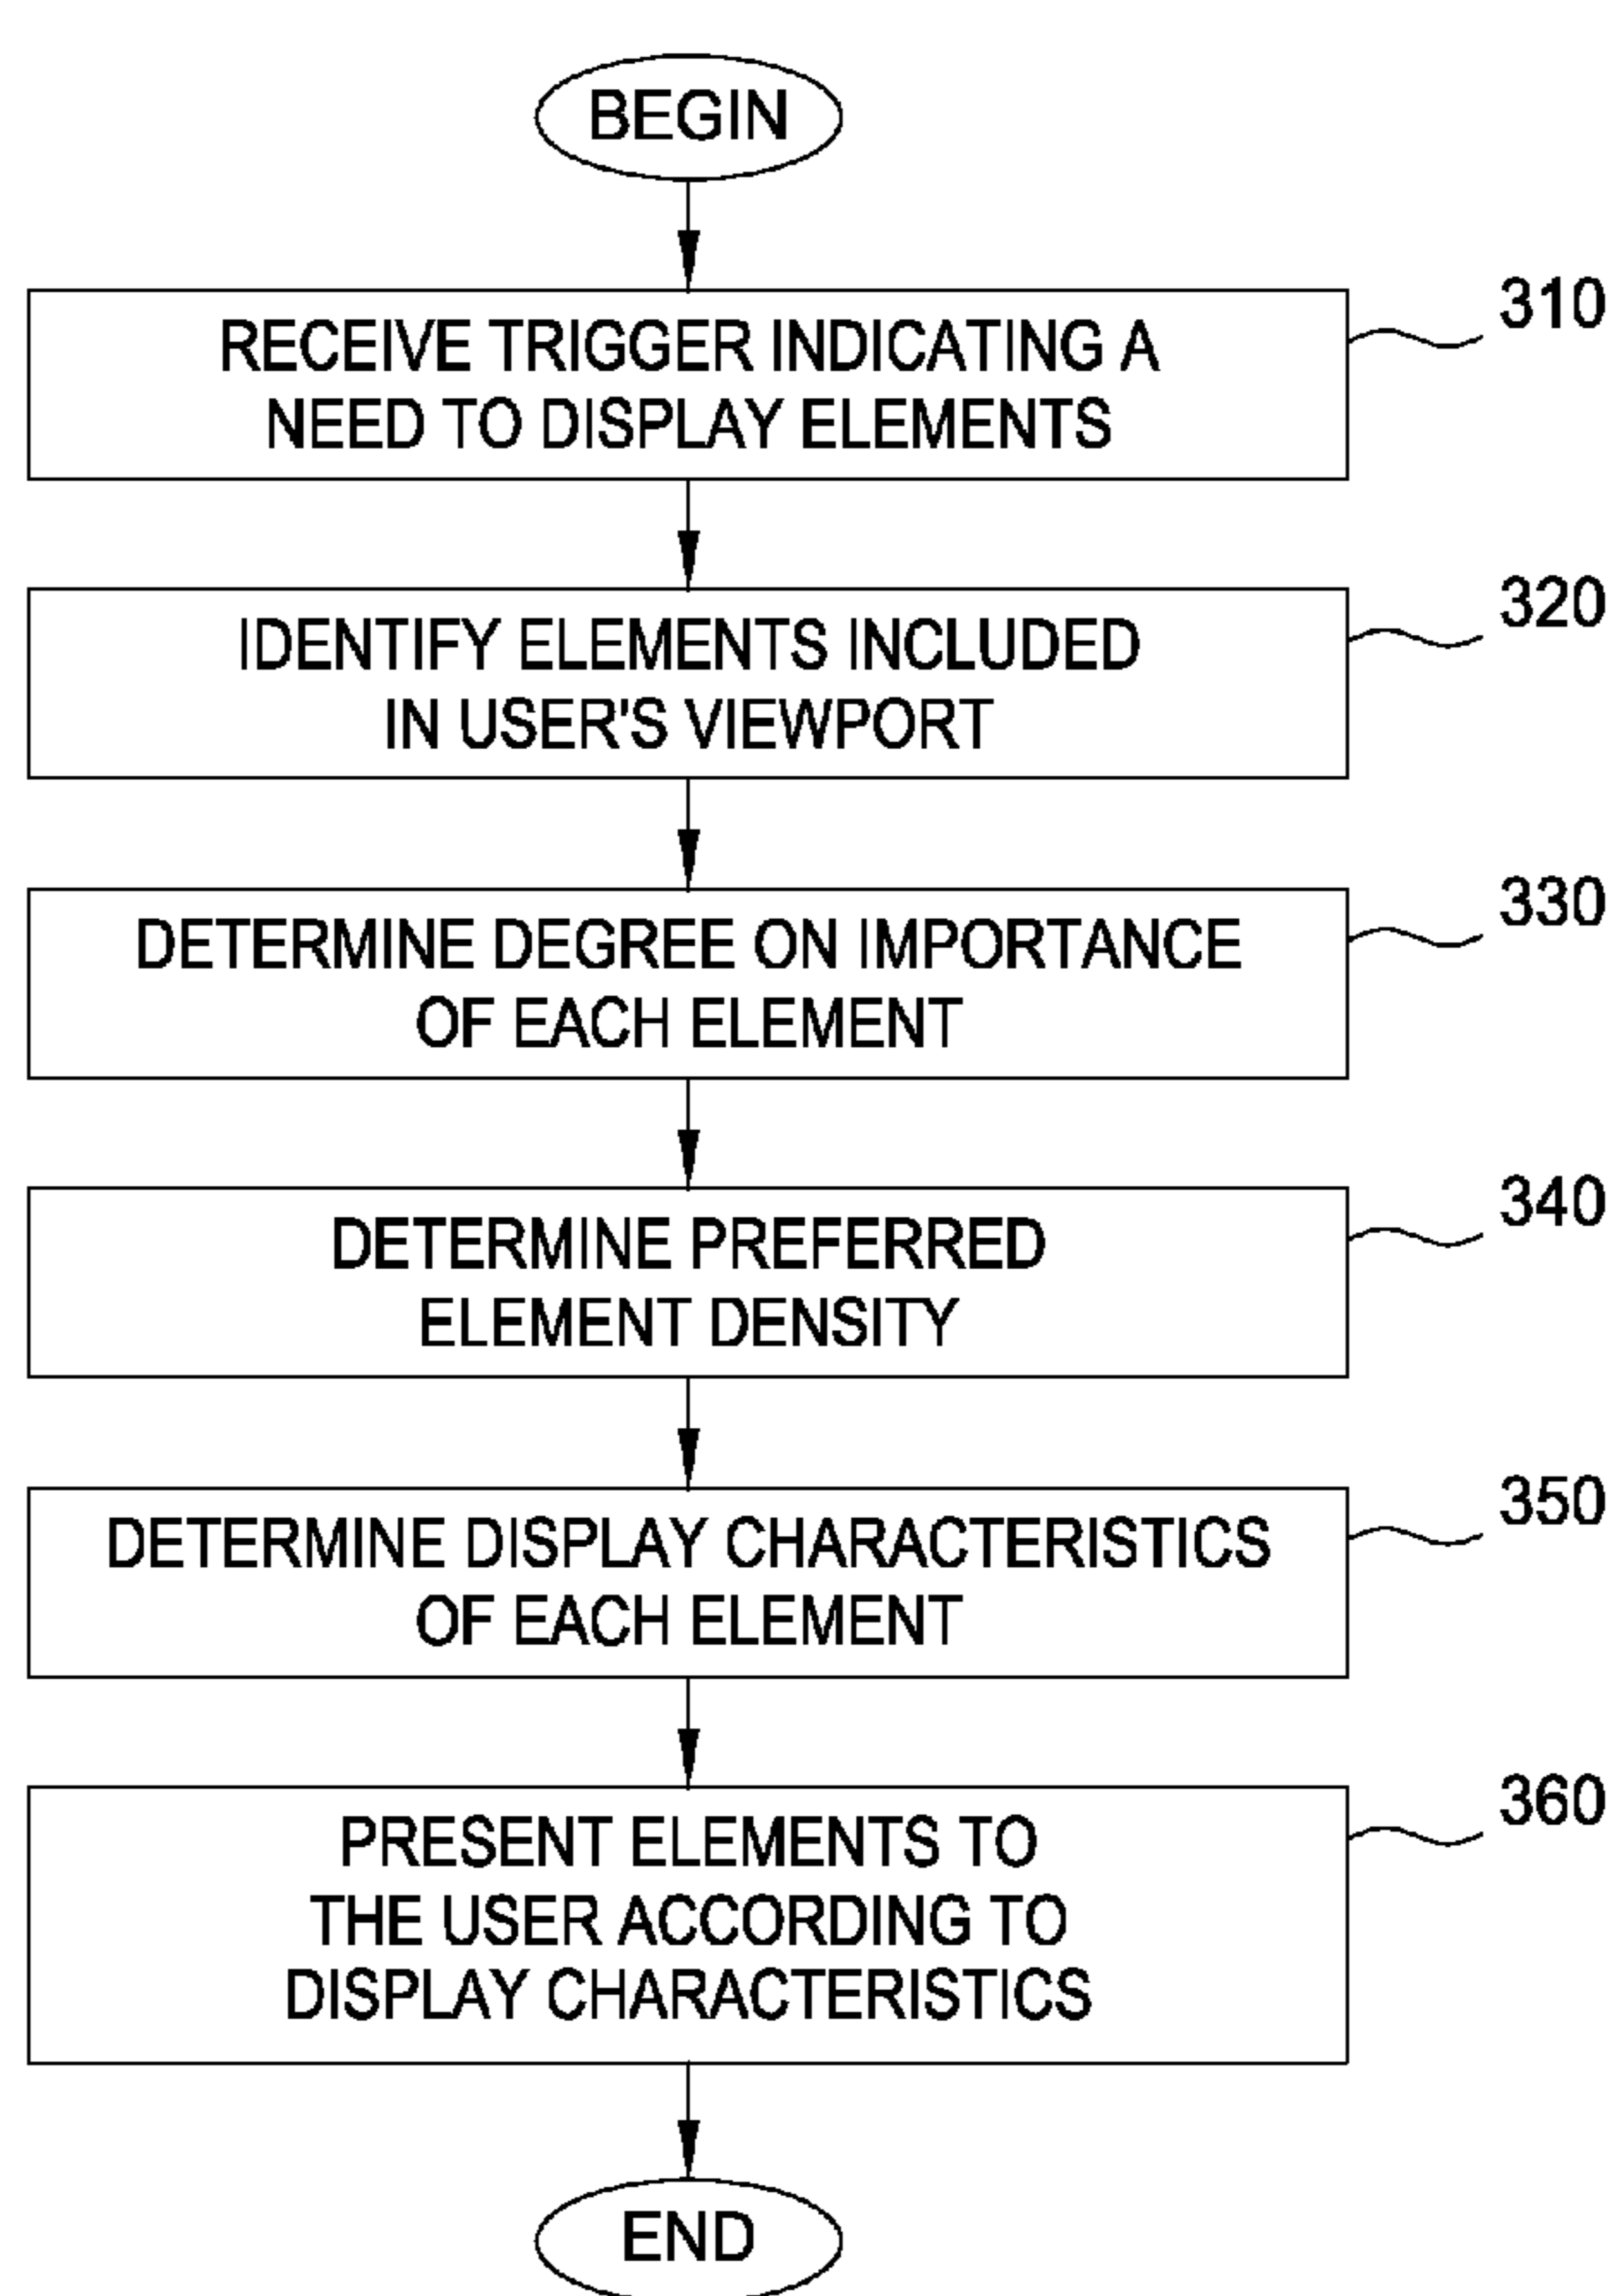 BEGIN
RECEIVE TRIGGER INDICATING A
NEED TO DISPLAY ELEMENTS
310
IDENTIFY ELEMENTS INCLUDED
IN USER'S VIEWPORT
320
DETERMINE DEGREE ON IMPORTANCE
OF EACH ELEMENT
330
DETERMINE PREFERRED
ELEMENT DENSITY
340
DETERMINE DISPLAY CHARACTERISTICS
OF EACH ELEMENT
350
PRESENT ELEMENTS TO
THE USER ACCORDING TO
DISPLAY CHARACTERISTICS
360
END